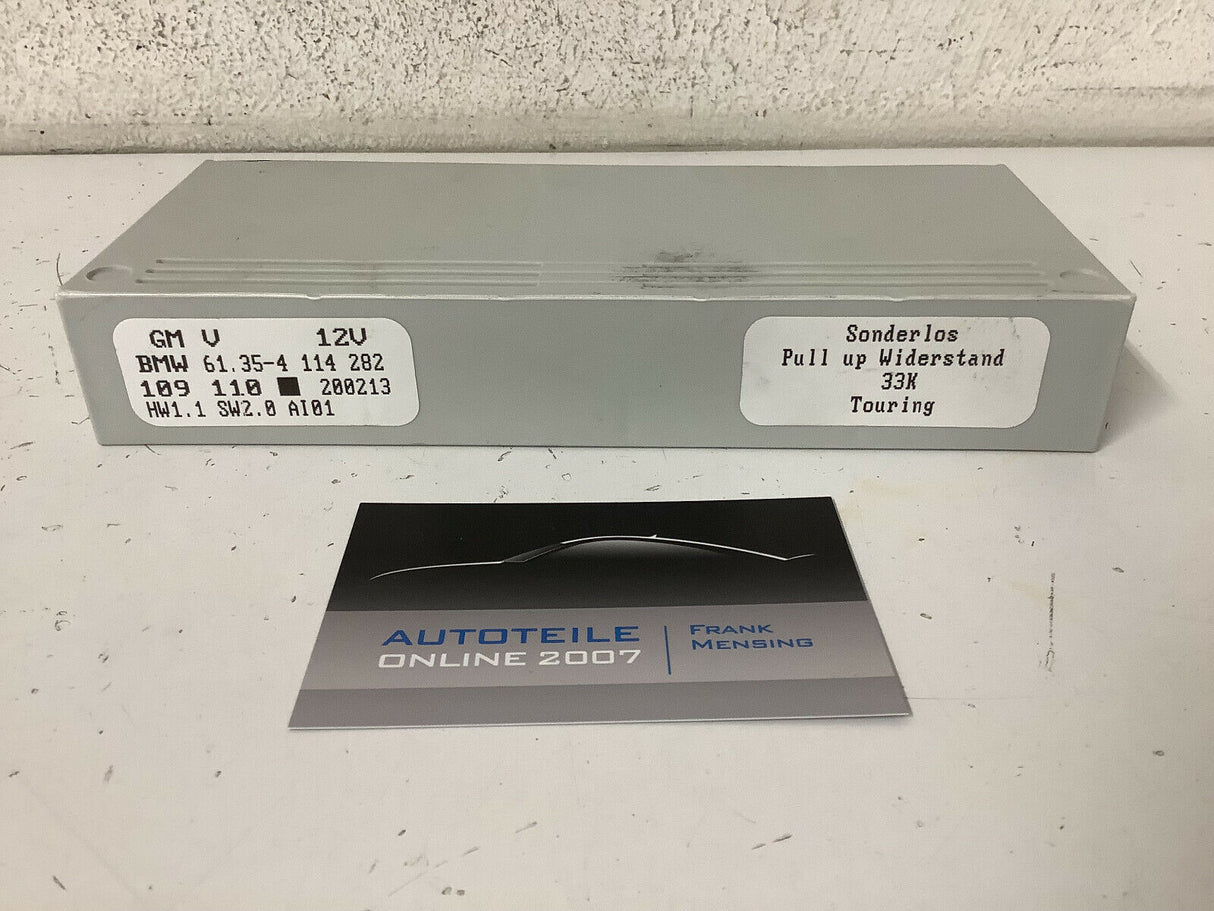 GM V 12V
BMW 61.35-4 114 282
109 110 ■ 200213
HW1.1 SW2.0 AI01
Sonderlos
Pull up Widerstand
33K
Touring
AUTOTEILE
ONLINE 2007
FRANK
MENSING